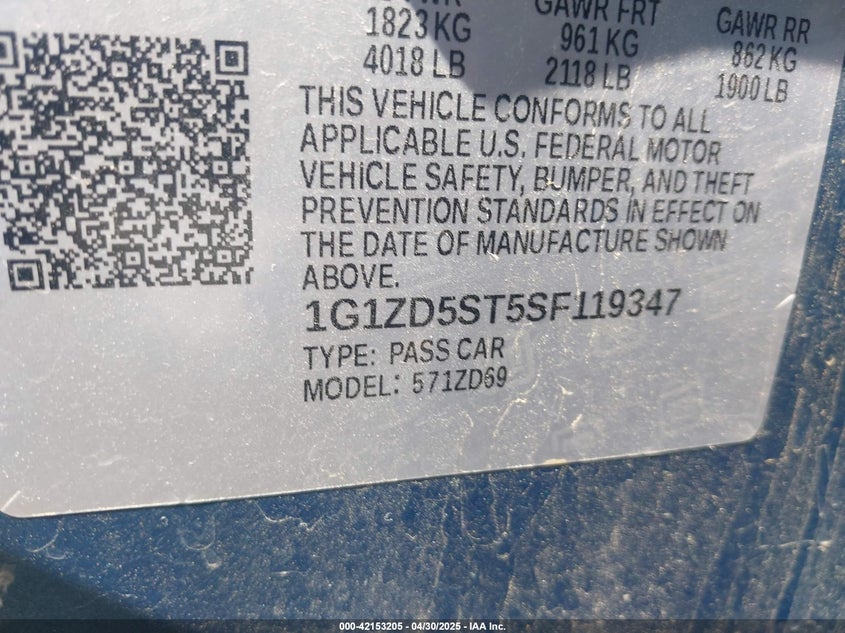 GAWR FRT GAWR RR
1823 KG 961 KG 862 KG
4018 LB 2118 LB 1900 LB
THIS VEHICLE CONFORMS TO ALL
APPLICABLE U.S. FEDERAL MOTOR
VEHICLE SAFETY, BUMPER, AND THEFT
PREVENTION STANDARDS IN EFFECT ON
THE DATE OF MANUFACTURE SHOWN
ABOVE.
1G1ZD5ST5SF119347
TYPE: PASS CAR
MODEL: 571ZD69
000-42153205 - 04/30/2025 - IAA Inc.